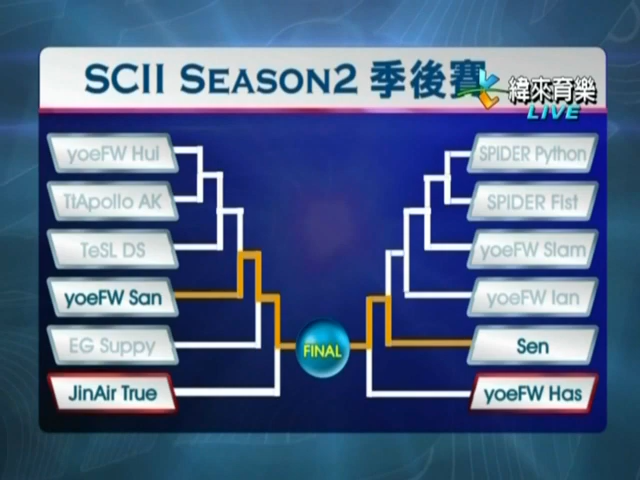 SCII SEASON2 季後賽
緯來育樂
LIVE
yoeFW Hui
TiApollo AK
TeSL DS
yoeFW San
EG Suppy
JinAir True
FINAL
SPIDER Python
SPIDER Fist
yoeFW Slam
yoeFW Ian
Sen
yoeFW Has